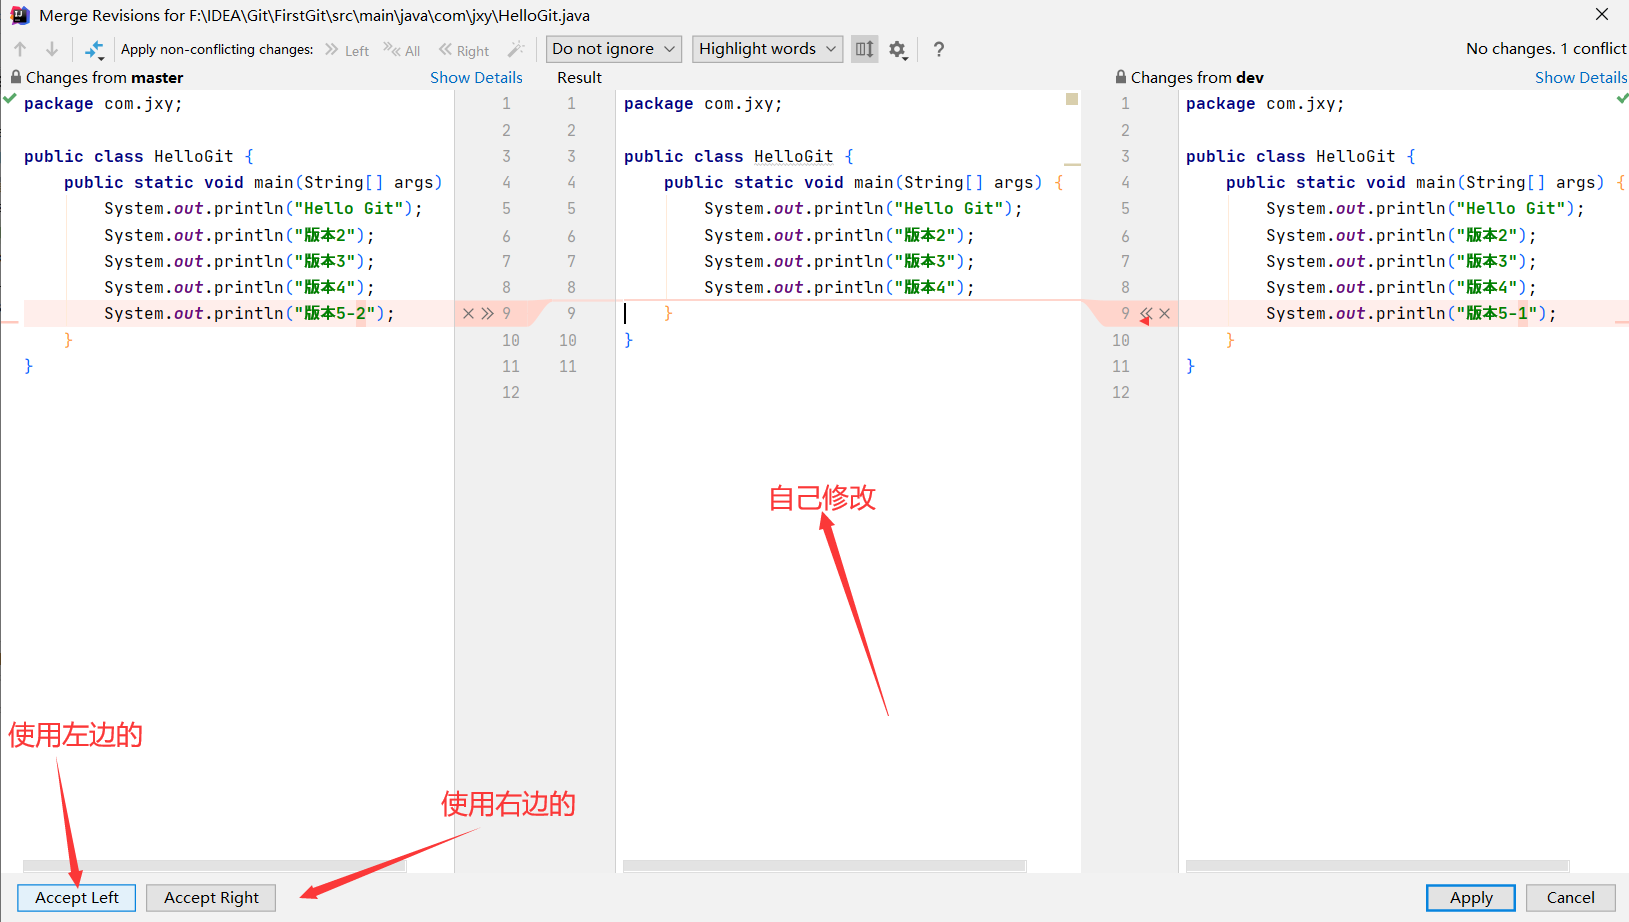 Merge Revisions for F:\IDEA\Git\FirstGit\src\main\java\com\jxy\HelloGit.java
Apply non-conflicting changes: Left All Right Do not ignore Highlight words ? No changes. 1 conflict
Changes from master Show Details Result Changes from dev Show Details
package com.jxy; 1
2
public class HelloGit { 3
public static void main(String[] args) 4
System.out.println("Hello Git"); 5
System.out.println("版本2"); 6
System.out.println("版本3"); 7
System.out.println("版本4"); 8
System.out.println("版本5-2"); 9
} 10
} 11
12
1 package com.jxy;
2
3 public class HelloGit {
4 public static void main(String[] args) {
5 System.out.println("Hello Git");
6 System.out.println("版本2");
7 System.out.println("版本3");
8 System.out.println("版本4");
9 }
10 }
11
1 package com.jxy;
2
3 public class HelloGit {
4 public static void main(String[] args) {
5 System.out.println("Hello Git");
6 System.out.println("版本2");
7 System.out.println("版本3");
8 System.out.println("版本4");
9 System.out.println("版本5-1");
10 }
11 }
12
自己修改
使用左边的
使用右边的
Accept Left Accept Right Apply Cancel